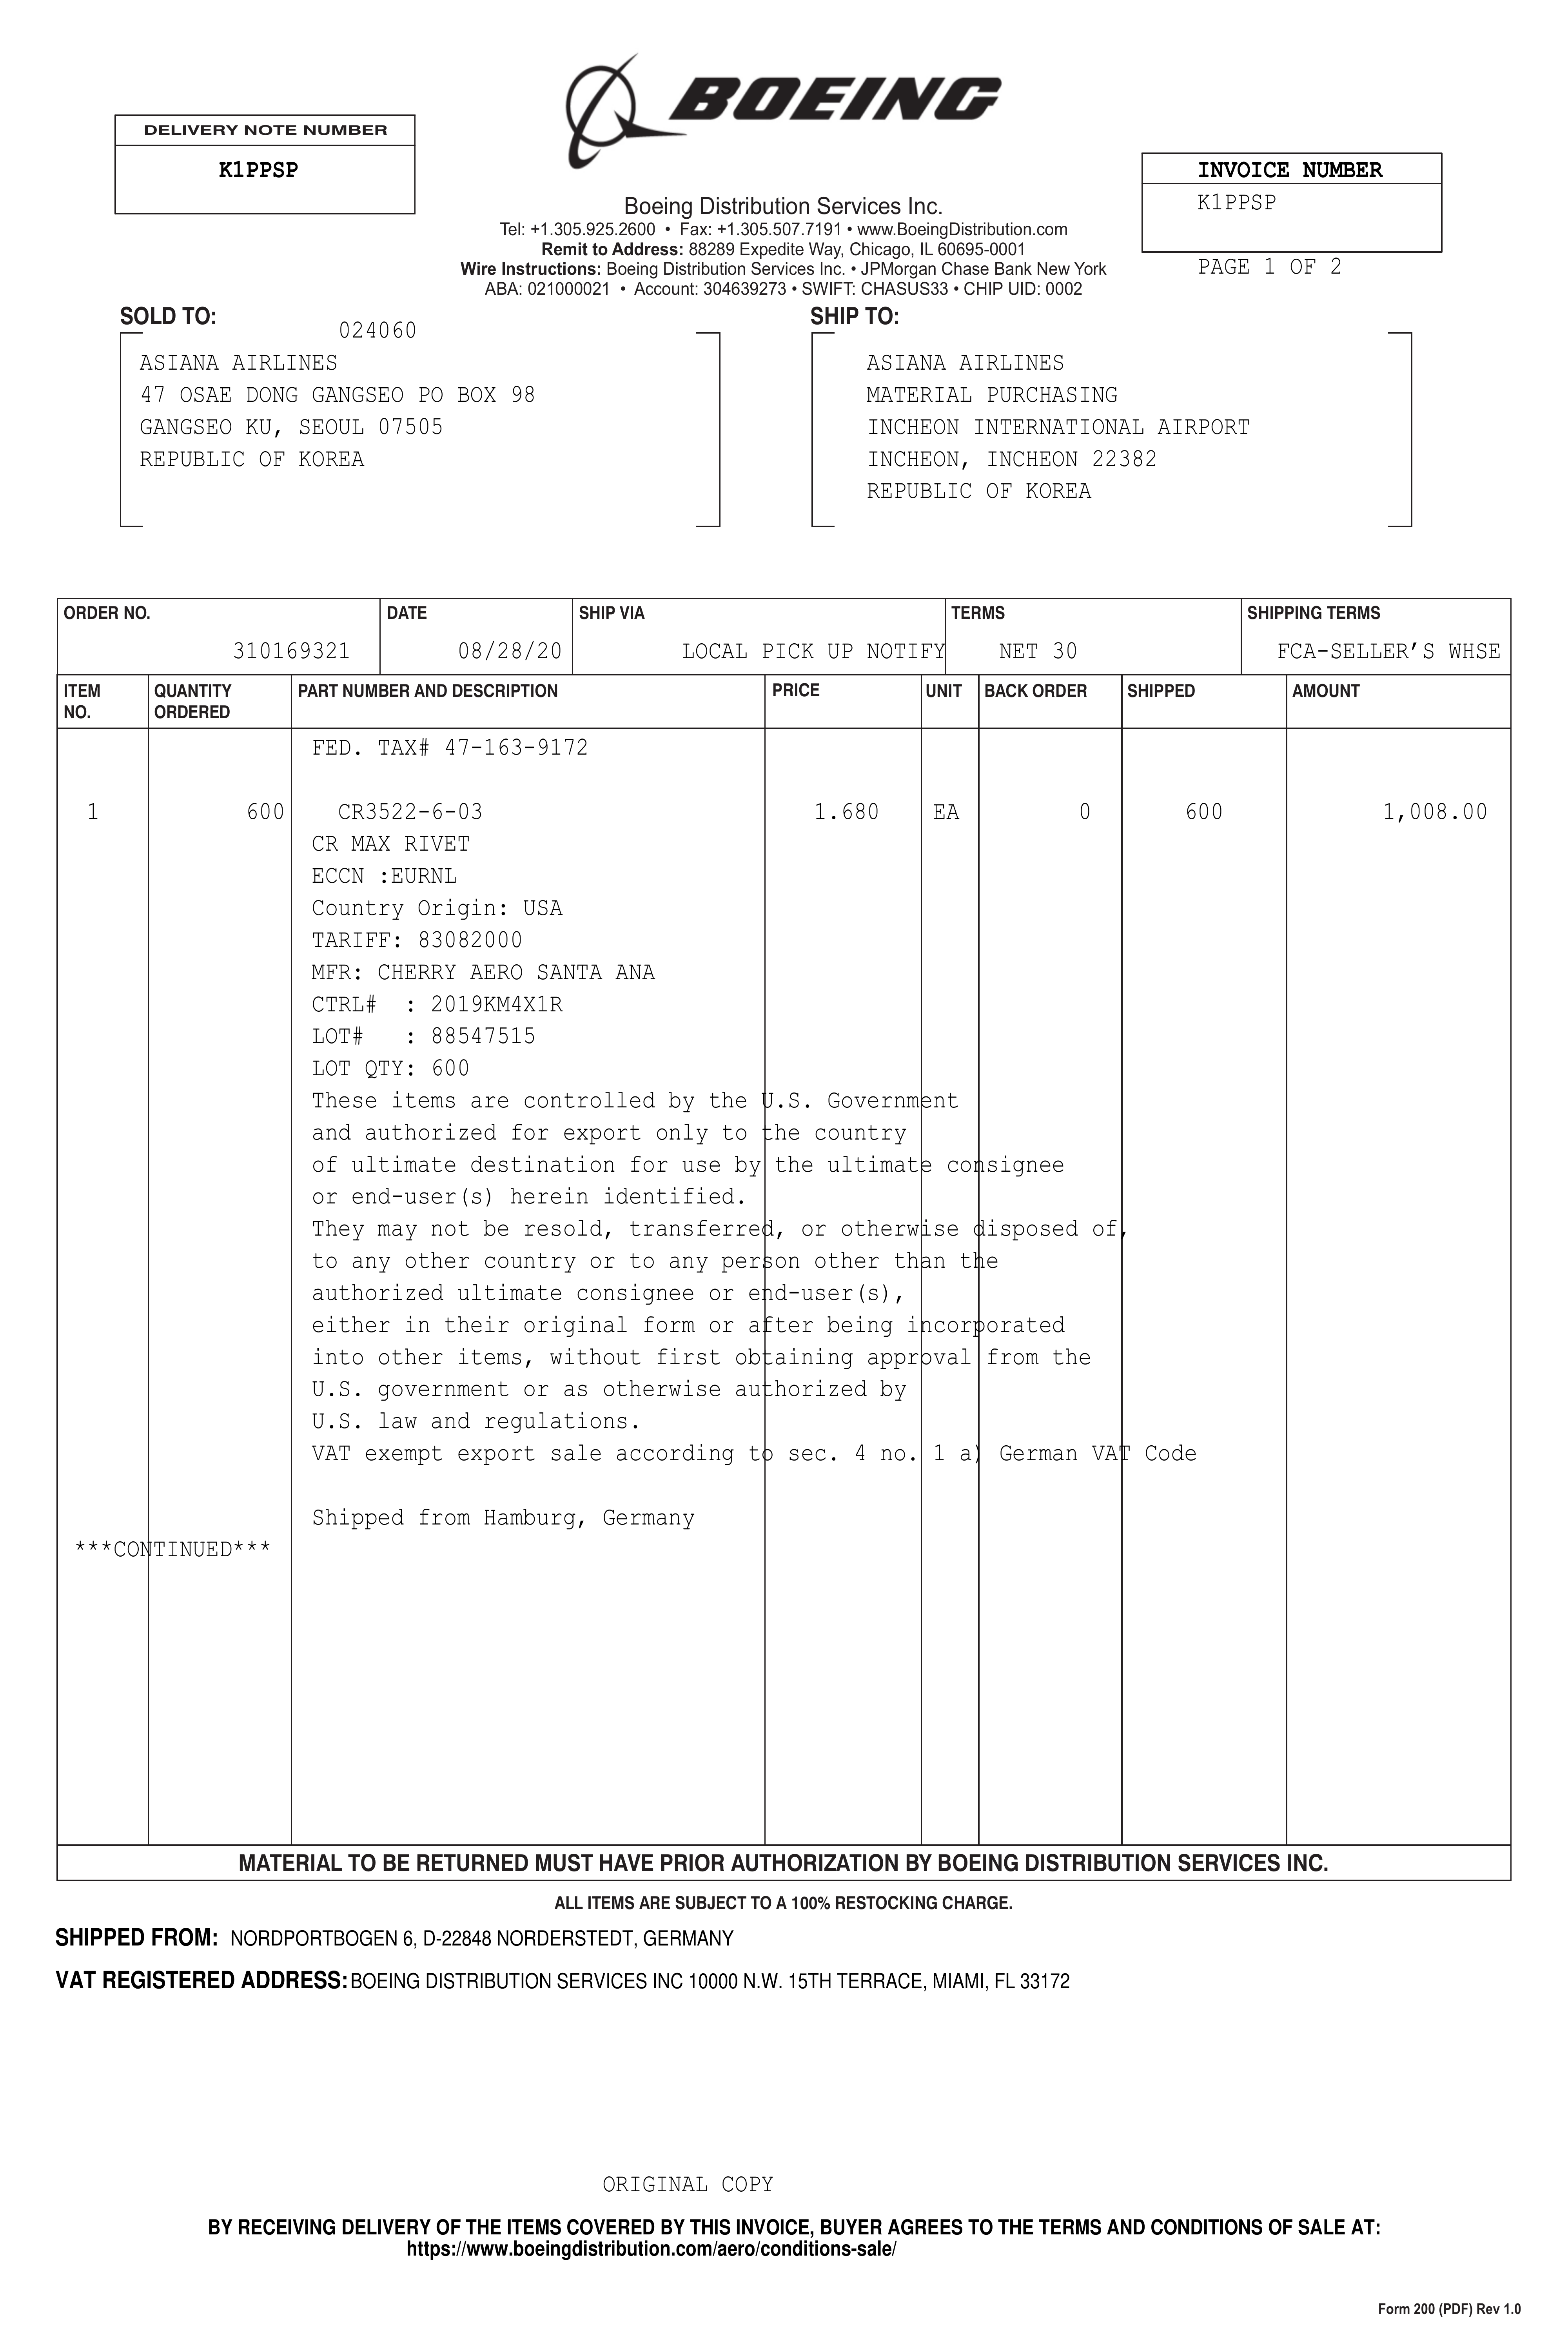 BOEING
DELIVERY NOTE NUMBER
K1PPSP
INVOICE NUMBER
K1PPSP
PAGE 1 OF 2
Boeing Distribution Services Inc.
Tel: +1.305.925.2600 • Fax: +1.305.507.7191 • www.BoeingDistribution.com
Remit to Address: 88289 Expedite Way, Chicago, IL 60695-0001
Wire Instructions: Boeing Distribution Services Inc. • JPMorgan Chase Bank New York
ABA: 021000021 • Account: 304639273 • SWIFT: CHASUS33 • CHIP UID: 0002
SOLD TO:
024060
ASIANA AIRLINES
47 OSAE DONG GANGSEO PO BOX 98
GANGSEO KU, SEOUL 07505
REPUBLIC OF KOREA
SHIP TO:
ASIANA AIRLINES
MATERIAL PURCHASING
INCHEON INTERNATIONAL AIRPORT
INCHEON, INCHEON 22382
REPUBLIC OF KOREA
ORDER NO. DATE SHIP VIA TERMS SHIPPING TERMS
310169321 08/28/20 LOCAL PICK UP NOTIFY NET 30 FCA-SELLER'S WHSE
ITEM NO. QUANTITY ORDERED PART NUMBER AND DESCRIPTION PRICE UNIT BACK ORDER SHIPPED AMOUNT
FED. TAX# 47-163-9172
1 600 CR3522-6-03 1.680 EA 0 600 1,008.00
CR MAX RIVET
ECCN :EURNL
Country Origin: USA
TARIFF: 83082000
MFR: CHERRY AERO SANTA ANA
CTRL# : 2019KM4X1R
LOT# : 88547515
LOT QTY: 600
These items are controlled by the U.S. Government
and authorized for export only to the country
of ultimate destination for use by the ultimate consignee
or end-user(s) herein identified.
They may not be resold, transferred, or otherwise disposed of,
to any other country or to any person other than the
authorized ultimate consignee or end-user(s),
either in their original form or after being incorporated
into other items, without first obtaining approval from the
U.S. government or as otherwise authorized by
U.S. law and regulations.
VAT exempt export sale according to sec. 4 no. 1 a) German VAT Code
Shipped from Hamburg, Germany
***CONTINUED***
MATERIAL TO BE RETURNED MUST HAVE PRIOR AUTHORIZATION BY BOEING DISTRIBUTION SERVICES INC.
ALL ITEMS ARE SUBJECT TO A 100% RESTOCKING CHARGE.
SHIPPED FROM: NORDPORTBOGEN 6, D-22848 NORDERSTEDT, GERMANY
VAT REGISTERED ADDRESS: BOEING DISTRIBUTION SERVICES INC 10000 N.W. 15TH TERRACE, MIAMI, FL 33172
ORIGINAL COPY
BY RECEIVING DELIVERY OF THE ITEMS COVERED BY THIS INVOICE, BUYER AGREES TO THE TERMS AND CONDITIONS OF SALE AT:
https://www.boeingdistribution.com/aero/conditions-sale/
Form 200 (PDF) Rev 1.0